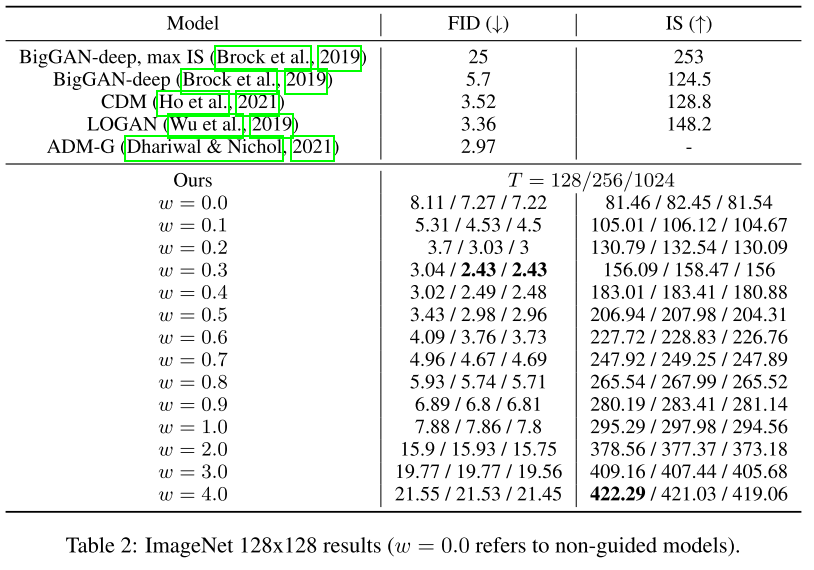 Model FID (↓) IS (↑)
BigGAN-deep, max IS (Brock et al., 2019) 25 253
BigGAN-deep (Brock et al., 2019) 5.7 124.5
CDM (Ho et al., 2021) 3.52 128.8
LOGAN (Wu et al., 2019) 3.36 148.2
ADM-G (Dhariwal & Nichol, 2021) 2.97 -
Ours T = 128/256/1024
w = 0.0 8.11 / 7.27 / 7.22 81.46 / 82.45 / 81.54
w = 0.1 5.31 / 4.53 / 4.5 105.01 / 106.12 / 104.67
w = 0.2 3.7 / 3.03 / 3 130.79 / 132.54 / 130.09
w = 0.3 3.04 / 2.43 / 2.43 156.09 / 158.47 / 156
w = 0.4 3.02 / 2.49 / 2.48 183.01 / 183.41 / 180.88
w = 0.5 3.43 / 2.98 / 2.96 206.94 / 207.98 / 204.31
w = 0.6 4.09 / 3.76 / 3.73 227.72 / 228.83 / 226.76
w = 0.7 4.96 / 4.67 / 4.69 247.92 / 249.25 / 247.89
w = 0.8 5.93 / 5.74 / 5.71 265.54 / 267.99 / 265.52
w = 0.9 6.89 / 6.8 / 6.81 280.19 / 283.41 / 281.14
w = 1.0 7.88 / 7.86 / 7.8 295.29 / 297.98 / 294.56
w = 2.0 15.9 / 15.93 / 15.75 378.56 / 377.37 / 373.18
w = 3.0 19.77 / 19.77 / 19.56 409.16 / 407.44 / 405.68
w = 4.0 21.55 / 21.53 / 21.45 422.29 / 421.03 / 419.06
Table 2: ImageNet 128x128 results (w = 0.0 refers to non-guided models).